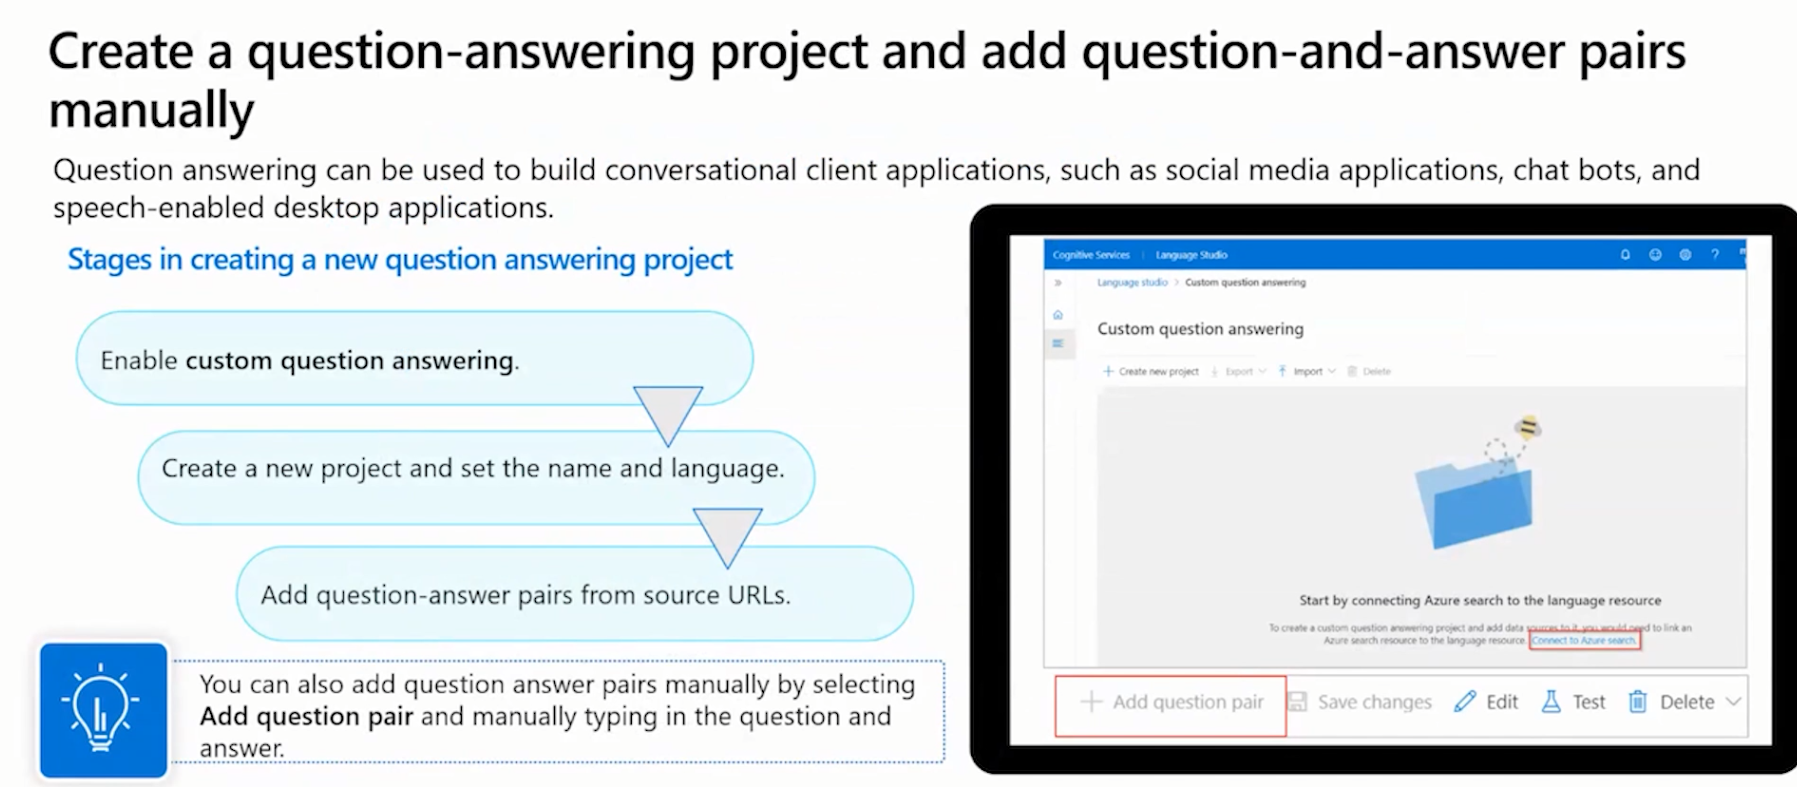 Create a question-answering project and add question-and-answer pairs
manually
Question answering can be used to build conversational client applications, such as social media applications, chat bots, and
speech-enabled desktop applications.
Stages in creating a new question answering project
Enable custom question answering.
Create a new project and set the name and language.
Add question-answer pairs from source URLs.
You can also add question answer pairs manually by selecting
Add question pair and manually typing in the question and
answer.
Cognitive Services | Language Studio
?
» Language studio > Custom question answering
Custom question answering
+ Create new project Export Import Delete
Start by connecting Azure search to the language resource
To create a custom question answering project and add data sources to it, you would need to link an
Azure search resource to the language resource. Connect to Azure search.
+ Add question pair Save changes Edit Test Delete